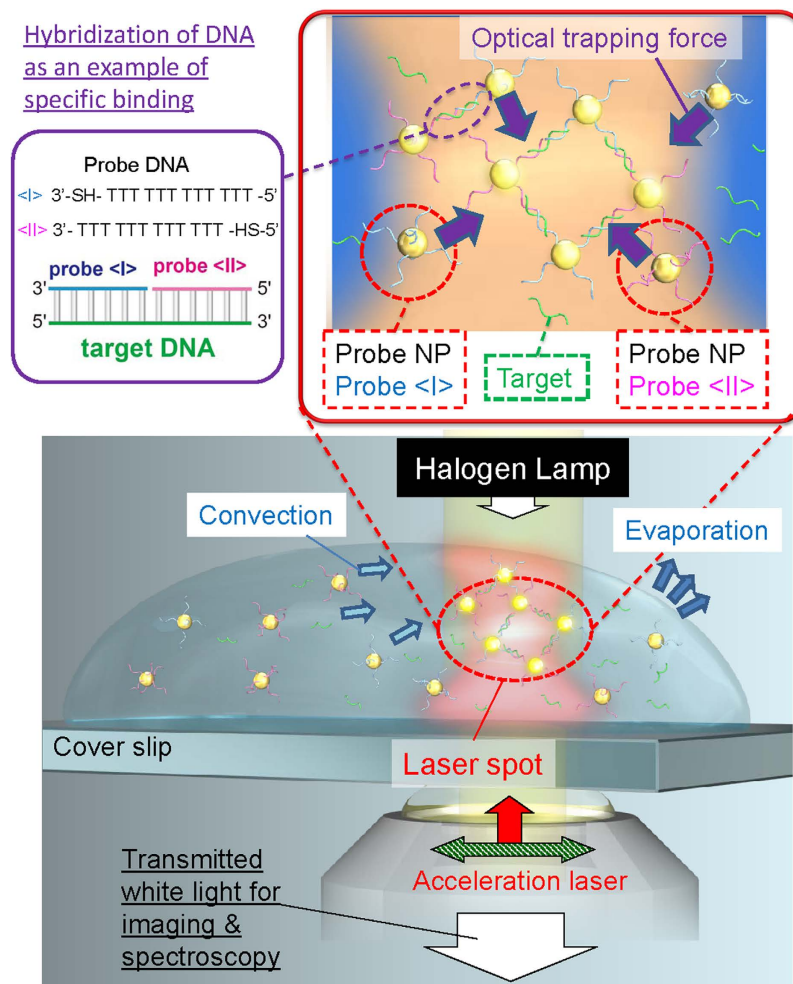 Hybridization of DNA
as an example of
specific binding
Probe DNA
<I> 3'-SH- TTT TTT TTT TTT -5'
<II> 3'- TTT TTT TTT TTT -HS-5'
probe <I> probe <II>
3' 5'
5' 3'
target DNA
Optical trapping force
Probe NP
Probe <I>
Target
Probe NP
Probe <II>
Halogen Lamp
Convection
Evaporation
Cover slip
Laser spot
Acceleration laser
Transmitted
white light for
imaging &
spectroscopy